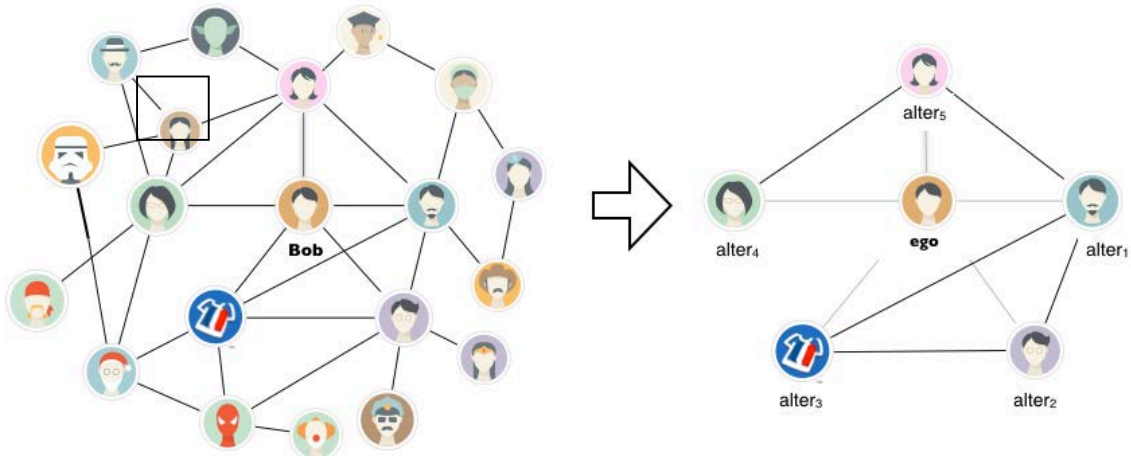 Bob
alter₅
alter₄
ego
alter₁
alter₃
alter₂